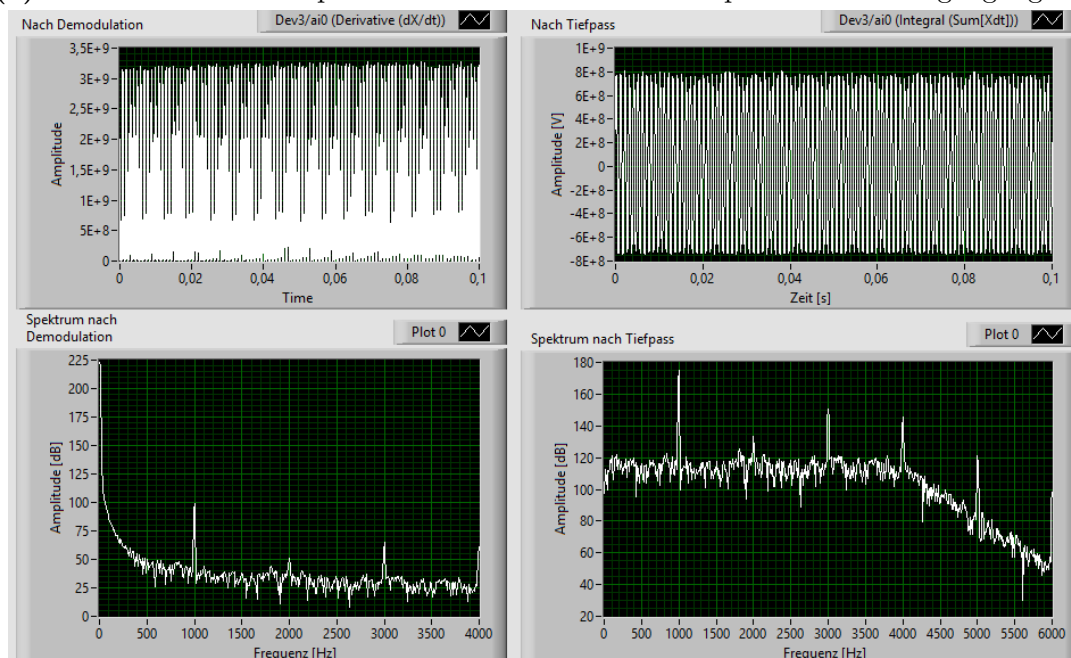 Nach Demodulation
Dev3/ai0 (Derivative (dX/dt))
3,5E+9
3E+9
2,5E+9
2E+9
1,5E+9
1E+9
5E+8
0
Amplitude
0 0,02 0,04 0,06 0,08 0,1
Time
Nach Tiefpass
Dev3/ai0 (Integral (Sum[Xdt]))
1E+9
8E+8
6E+8
4E+8
2E+8
0
-2E+8
-4E+8
-6E+8
-8E+8
Amplitude [V]
0 0,02 0,04 0,06 0,08 0,1
Zeit [s]
Spektrum nach
Demodulation
Plot 0
225
200
175
150
125
100
75
50
25
0
Amplitude [dB]
0 500 1000 1500 2000 2500 3000 3500 4000
Frequenz [Hz]
Spektrum nach Tiefpass
Plot 0
180
160
140
120
100
80
60
40
20
Amplitude [dB]
0 500 1000 1500 2000 2500 3000 3500 4000 4500 5000 5500 6000
Frequenz [Hz]